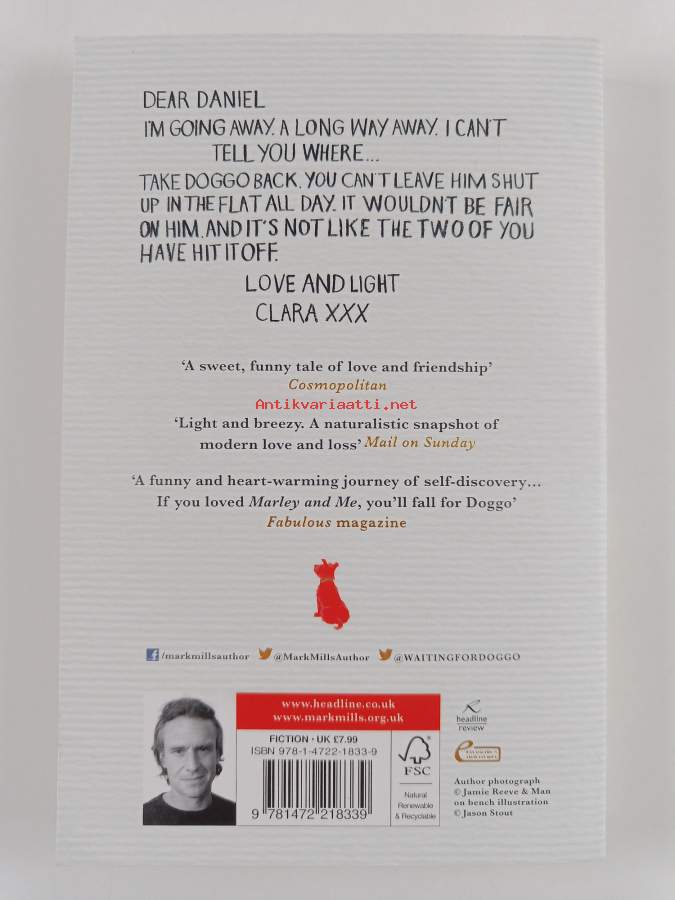 DEAR DANIEL
I'M GOING AWAY. A LONG WAY AWAY. I CAN'T
TELL YOU WHERE...
TAKE DOGGO BACK. YOU CAN'T LEAVE HIM SHUT
UP IN THE FLAT ALL DAY. IT WOULDN'T BE FAIR
ON HIM. AND IT'S NOT LIKE THE TWO OF YOU
HAVE HIT IT OFF.
LOVE AND LIGHT
CLARA XXX
'A sweet, funny tale of love and friendship'
Cosmopolitan
Antikvariaatti.net
'Light and breezy. A naturalistic snapshot of
modern love and loss' Mail on Sunday
'A funny and heart-warming journey of self-discovery...
If you loved Marley and Me, you'll fall for Doggo'
Fabulous magazine
f /markmillsauthor @MarkMillsAuthor @WAITINGFORDOGGO
www.headline.co.uk
www.markmills.org.uk
FICTION · UK £7.99
ISBN 978-1-4722-1833-9
9 781472 218339
FSC
Natural
Renewable
& Recyclable
headline
review
e
Author photograph
© Jamie Reeve & Man
on bench illustration
© Jason Stout